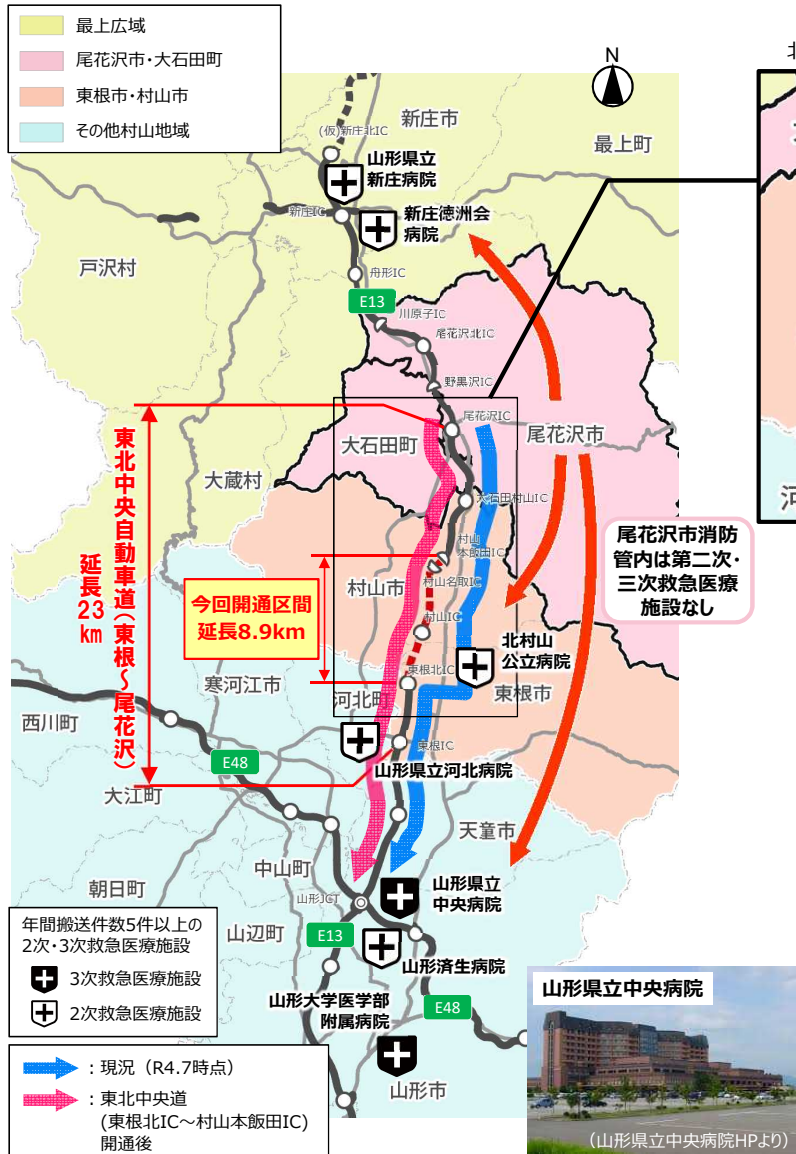 最上広域
尾花沢市・大石田町
東根市・村山市
その他村山地域
N
新庄市
最上町
(仮)新庄北IC
山形県立
新庄病院
新庄IC
新庄徳洲会
病院
戸沢村
舟形IC
E13
川原子IC
尾花沢北IC
野黒沢IC
尾花沢IC
尾花沢市
大石田町
大蔵村
大石田村山IC
東北中央自動車道(東根～尾花沢)
延長23km
尾花沢市消防
管内は第二次・
三次救急医療
施設なし
村山
本飯田IC
村山名取IC
村山市
今回開通区間
延長8.9km
村山IC
北村山
公立病院
東根北IC
東根市
寒河江市
河北町
西川町
東根IC
E48
山形県立河北病院
大江町
天童市
中山町
朝日町
山形県立
中央病院
山形JCT
山辺町
E13
山形済生病院
山形大学医学部
附属病院
E48
山形市
年間搬送件数5件以上の
2次・3次救急医療施設
3次救急医療施設
2次救急医療施設
：現況（R4.7時点）
：東北中央道
(東根北IC～村山本飯田IC)
開通後
山形県立中央病院
(山形県立中央病院HPより)
北
河